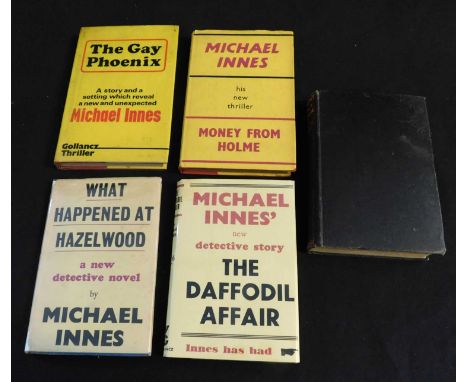 The Gay
Phoenix
A story and a
setting which reveal
a new and unexpected
Michael Innes
Gollancz
Thriller
MICHAEL
INNES
his
new
thriller
MONEY FROM
HOLME
WHAT
HAPPENED AT
HAZELWOOD
a new
detective novel
by
MICHAEL
INNES
MICHAEL
INNES'
new
detective story
THE
DAFFODIL
AFFAIR
Innes has had